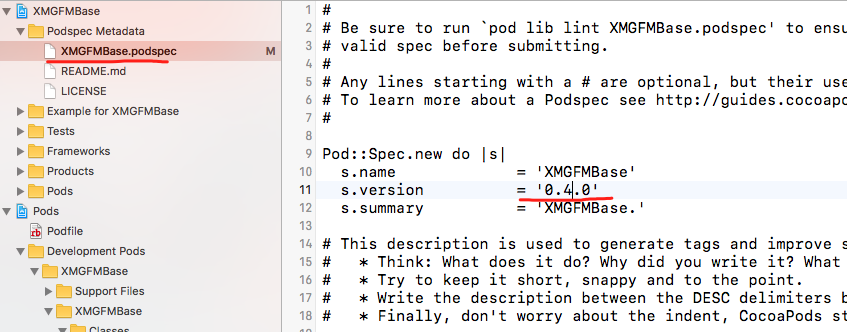 XMGFMBase
Podspec Metadata
XMGFMBase.podspec M
README.md
LICENSE
Example for XMGFMBase
Tests
Frameworks
Products
Pods
Pods
Podfile
Development Pods
XMGFMBase
Support Files
XMGFMBase
Classes
1 #
2 # Be sure to run `pod lib lint XMGFMBase.podspec' to ensu
3 # valid spec before submitting.
4 #
5 # Any lines starting with a # are optional, but their use
6 # To learn more about a Podspec see http://guides.cocoapo
7 #
8
9 Pod::Spec.new do |s|
10 s.name = 'XMGFMBase'
11 s.version = '0.4.0'
12 s.summary = 'XMGFMBase.'
13
14 # This description is used to generate tags and improve s
15 # * Think: What does it do? Why did you write it? What
16 # * Try to keep it short, snappy and to the point.
17 # * Write the description between the DESC delimiters b
18 # * Finally, don't worry about the indent, CocoaPods st